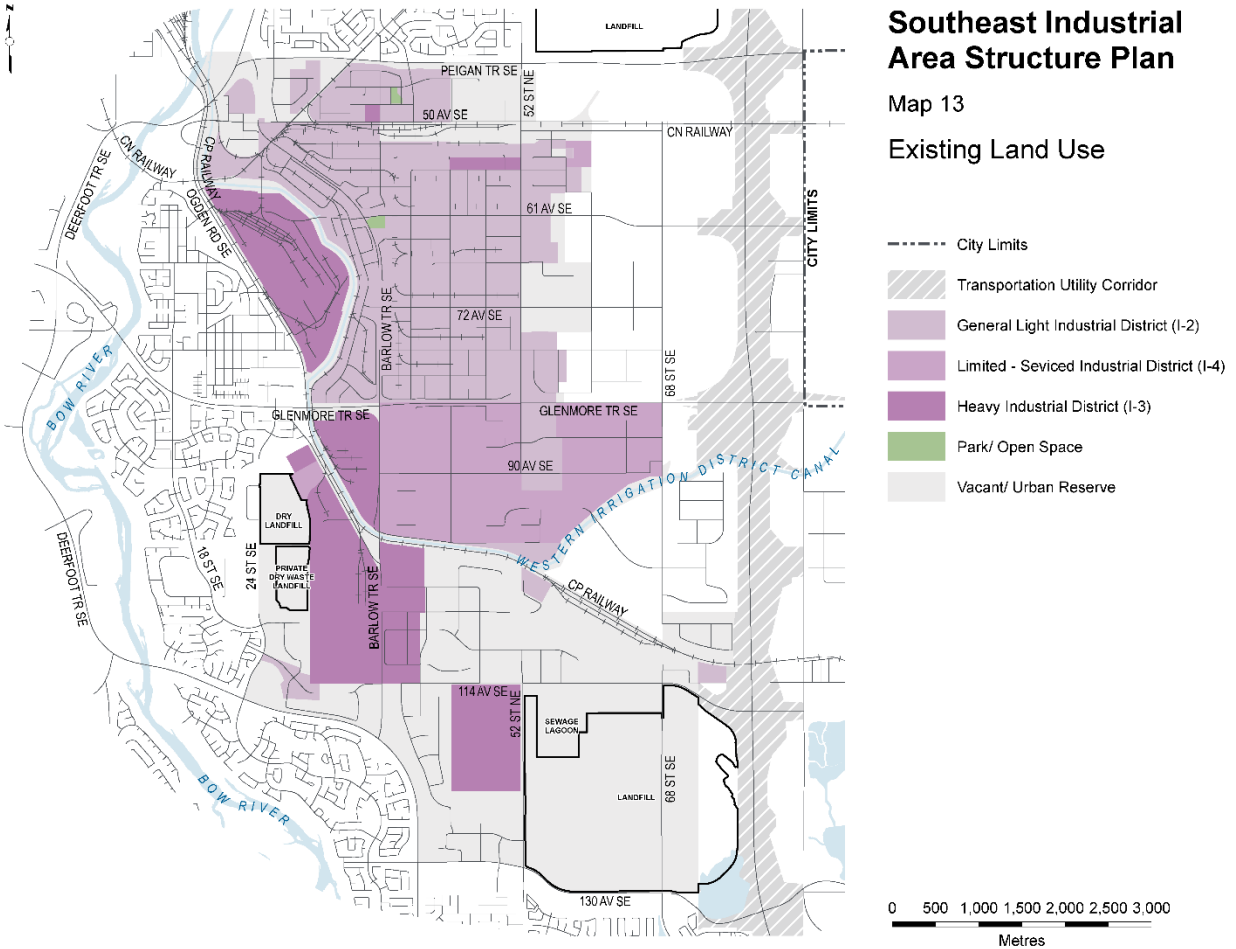 N
LANDFILL
PEIGAN TR SE
52 ST NE
50 AV SE
CN RAILWAY
CN RAILWAY
CP RAILWAY
DEERFOOT TR SE
OGDEN RD SE
61 AV SE
CITY LIMITS
BARLOW TR SE
72 AV SE
68 ST SE
BOW RIVER
GLENMORE TR SE
GLENMORE TR SE
90 AV SE
WESTERN IRRIGATION DISTRICT CANAL
DRY
LANDFILL
24 ST SE
PRIVATE
DRY WASTE
LANDFILL
18 ST SE
DEERFOOT TR SE
BARLOW TR SE
CP RAILWAY
114 AV SE
52 ST NE
SEWAGE
LAGOON
68 ST SE
LANDFILL
BOW RIVER
130 AV SE
Southeast Industrial
Area Structure Plan
Map 13
Existing Land Use
City Limits
Transportation Utility Corridor
General Light Industrial District (I-2)
Limited - Seviced Industrial District (I-4)
Heavy Industrial District (I-3)
Park/ Open Space
Vacant/ Urban Reserve
0 500 1,000 1,500 2,000 2,500 3,000
Metres